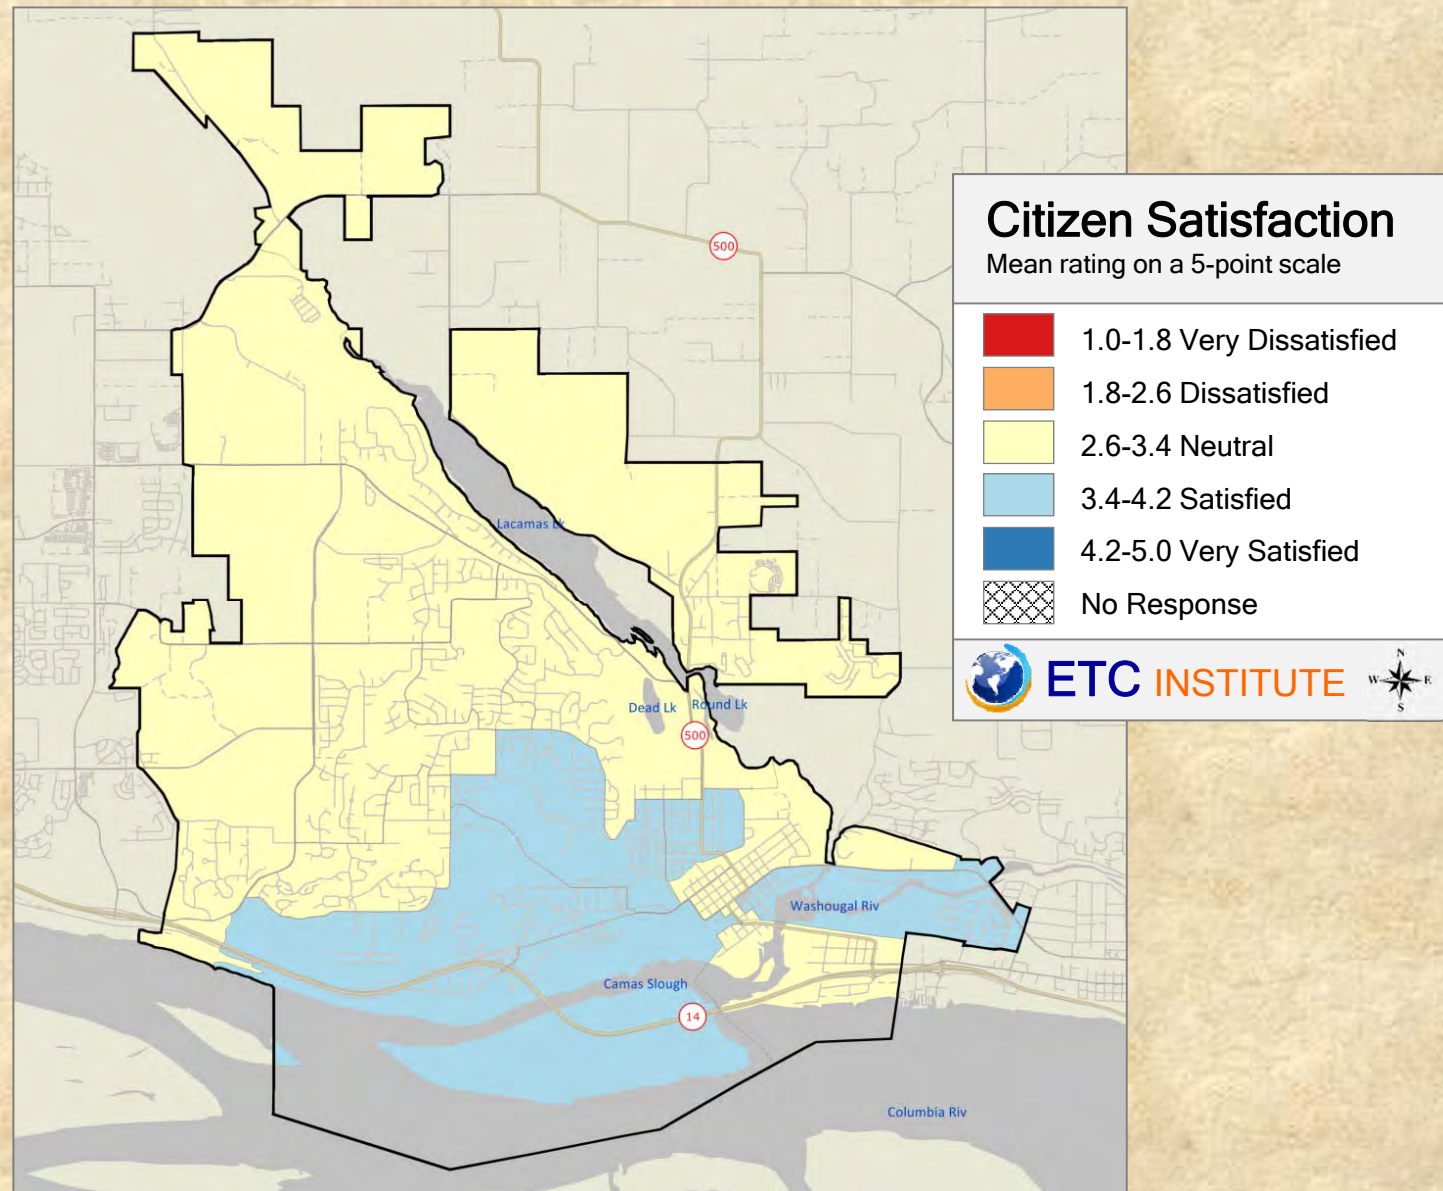 500
Citizen Satisfaction
Mean rating on a 5-point scale
1.0-1.8 Very Dissatisfied
1.8-2.6 Dissatisfied
2.6-3.4 Neutral
3.4-4.2 Satisfied
4.2-5.0 Very Satisfied
No Response
ETC INSTITUTE
N
W E
S
Lacamas Lk
Dead Lk
Round Lk
500
Washougal Riv
Camas Slough
14
Columbia Riv